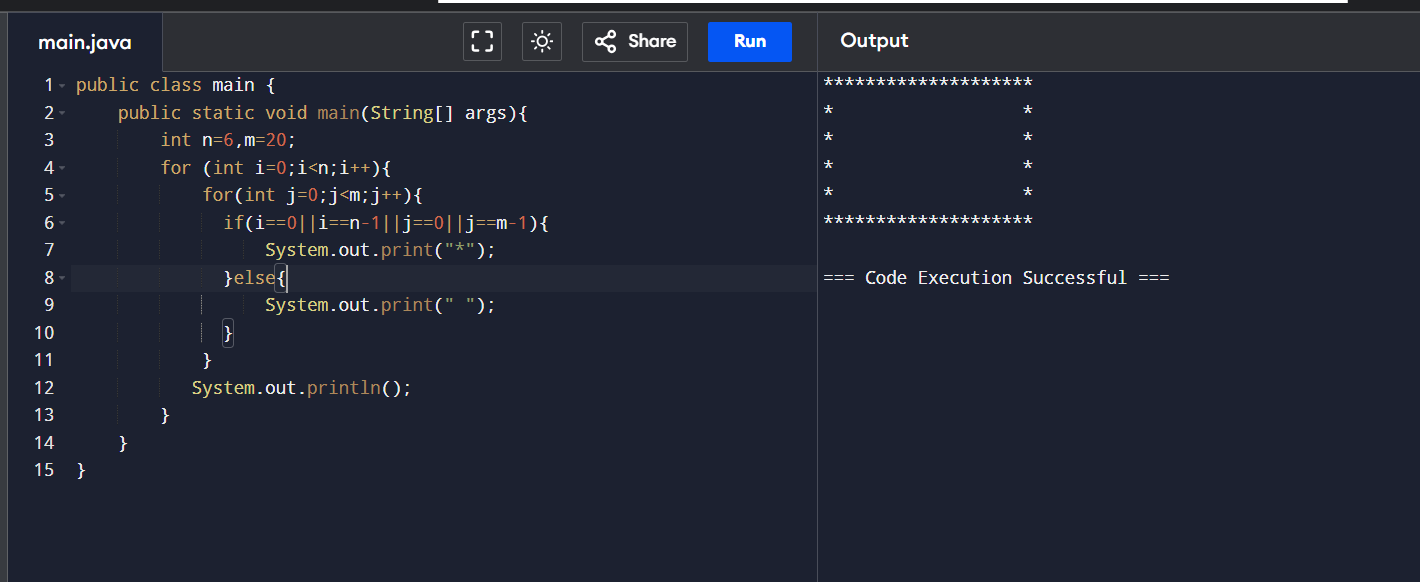 main.java
Share
Run
Output
1 public class main {
2     public static void main(String[] args){
3         int n=6,m=20;
4         for (int i=0;i<n;i++){
5             for(int j=0;j<m;j++){
6               if(i==0||i==n-1||j==0||j==m-1){
7                   System.out.print("*");
8               }else{
9                   System.out.print(" ");
10               }
11             }
12            System.out.println();
13         }
14     }
15 }
********************
*                  *
*                  *
*                  *
*                  *
********************
=== Code Execution Successful ===